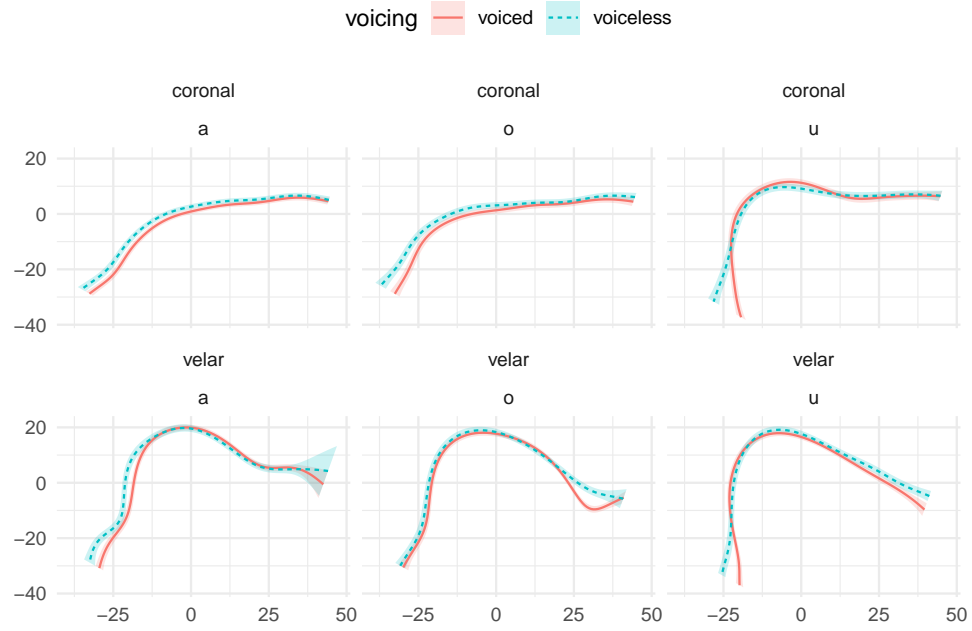 voicing voiced voiceless
coronal coronal coronal
a o u
20
0
−20
−40
velar velar velar
a o u
20
0
−20
−40
−25 0 25 50 −25 0 25 50 −25 0 25 50